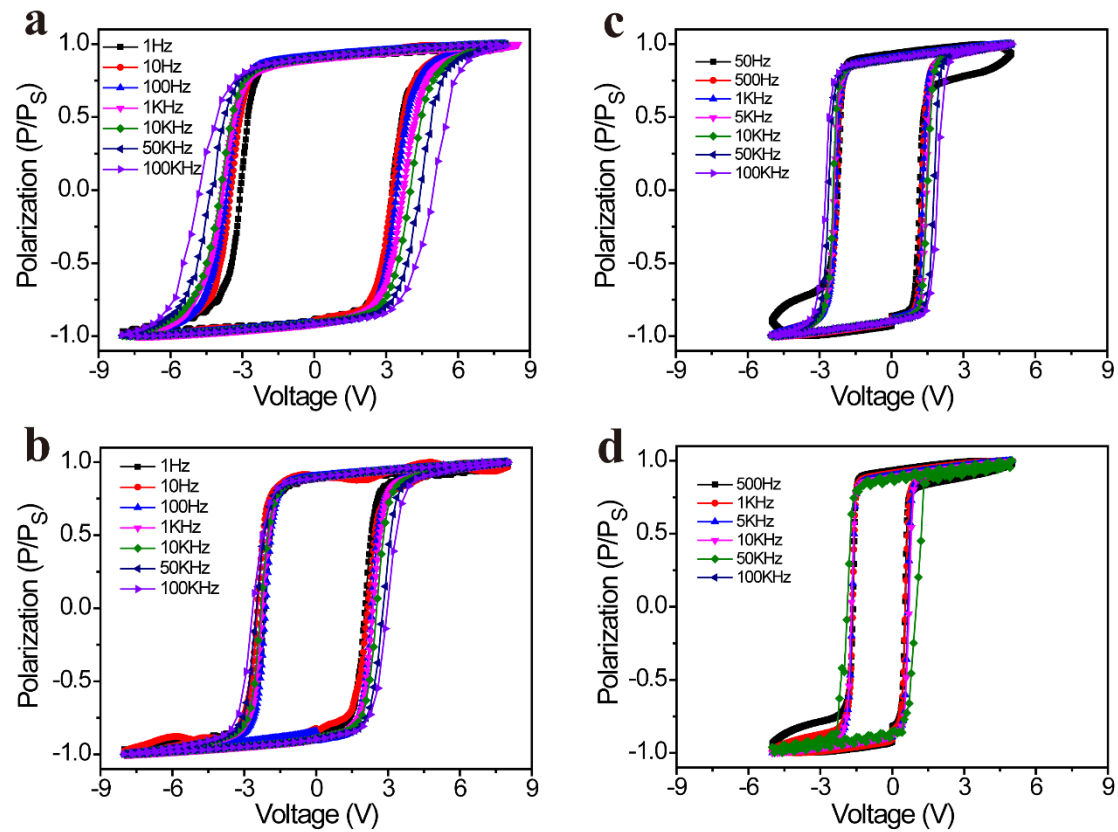 a
1Hz
10Hz
100Hz
1KHz
10KHz
50KHz
100KHz
1.0
0.5
0.0
-0.5
-1.0
Polarization (P/PS)
-9 -6 -3 0 3 6 9
Voltage (V)
c
50Hz
500Hz
1KHz
5KHz
10KHz
50KHz
100KHz
1.0
0.5
0.0
-0.5
-1.0
Polarization (P/PS)
-9 -6 -3 0 3 6 9
Voltage (V)
b
1Hz
10Hz
100Hz
1KHz
10KHz
50KHz
100KHz
1.0
0.5
0.0
-0.5
-1.0
Polarization (P/PS)
-9 -6 -3 0 3 6 9
Voltage (V)
d
500Hz
1KHz
5KHz
10KHz
50KHz
100KHz
1.0
0.5
0.0
-0.5
-1.0
Polarization (P/PS)
-9 -6 -3 0 3 6 9
Voltage (V)